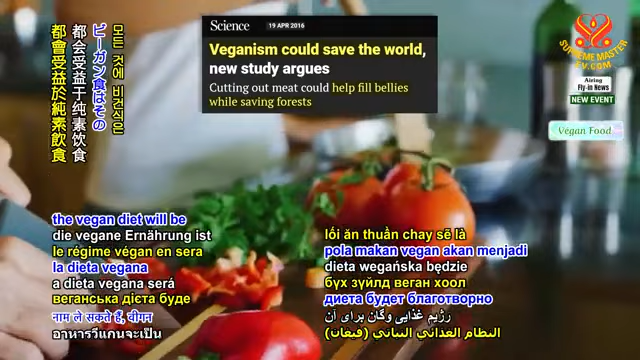 Science 19 APR 2016
Veganism could save the world,
new study argues
Cutting out meat could help fill bellies
while saving forests
SUPREME MASTER
TV.COM
Airing
Fly-in News
NEW EVENT
Vegan Food
都會受益於純素飲食
都会受益于纯素饮食
ビーガン食はその
모든 것에 비건식은
the vegan diet will be
die vegane Ernährung ist
le régime végan en sera
la dieta vegana
a dieta vegana será
веганська дієта буде
नाम ले सकते हैं, वीगन
อาหารวีแกนจะเป็น
lối ăn thuần chay sẽ là
pola makan vegan akan menjadi
dieta wegańska będzie
бүх зүйлд веган хоол
диета будет благотворно
رژیم غذایی وگان برای آن
النظام الغذائي النباتي (فيغان)